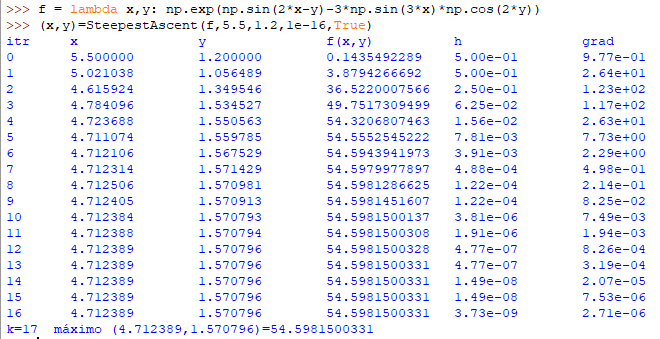 >>> f = lambda x,y: np.exp(np.sin(2*x-y)-3*np.sin(3*x)*np.cos(2*y))
>>> (x,y)=SteepestAscent(f,5.5,1.2,1e-16,True)
itr x y f(x,y) h grad
0 5.500000 1.200000 0.1435492289 5.00e-01 9.77e-01
1 5.021038 1.056489 3.8794266692 5.00e-01 2.64e+01
2 4.615924 1.349546 36.5220007566 2.50e-01 1.23e+02
3 4.784096 1.534527 49.7517309499 6.25e-02 1.17e+02
4 4.723688 1.550563 54.3206807463 1.56e-02 2.63e+01
5 4.711074 1.559785 54.5552545222 7.81e-03 7.73e+00
6 4.712106 1.567529 54.5943941973 3.91e-03 2.29e+00
7 4.712314 1.571429 54.5979977897 4.88e-04 4.98e-01
8 4.712506 1.570981 54.5981286625 1.22e-04 2.14e-01
9 4.712405 1.570913 54.5981451607 1.22e-04 8.25e-02
10 4.712384 1.570793 54.5981500137 3.81e-06 7.49e-03
11 4.712388 1.570794 54.5981500308 1.91e-06 1.94e-03
12 4.712389 1.570796 54.5981500328 4.77e-07 8.26e-04
13 4.712389 1.570796 54.5981500331 4.77e-07 3.19e-04
14 4.712389 1.570796 54.5981500331 1.49e-08 2.07e-05
15 4.712389 1.570796 54.5981500331 1.49e-08 7.53e-06
16 4.712389 1.570796 54.5981500331 3.73e-09 2.71e-06
k=17 máximo (4.712389,1.570796)=54.5981500331